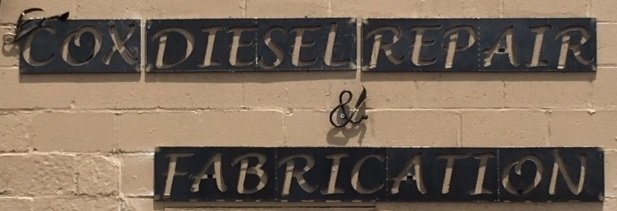 COX DIESEL REPAIR
&
FABRICATION